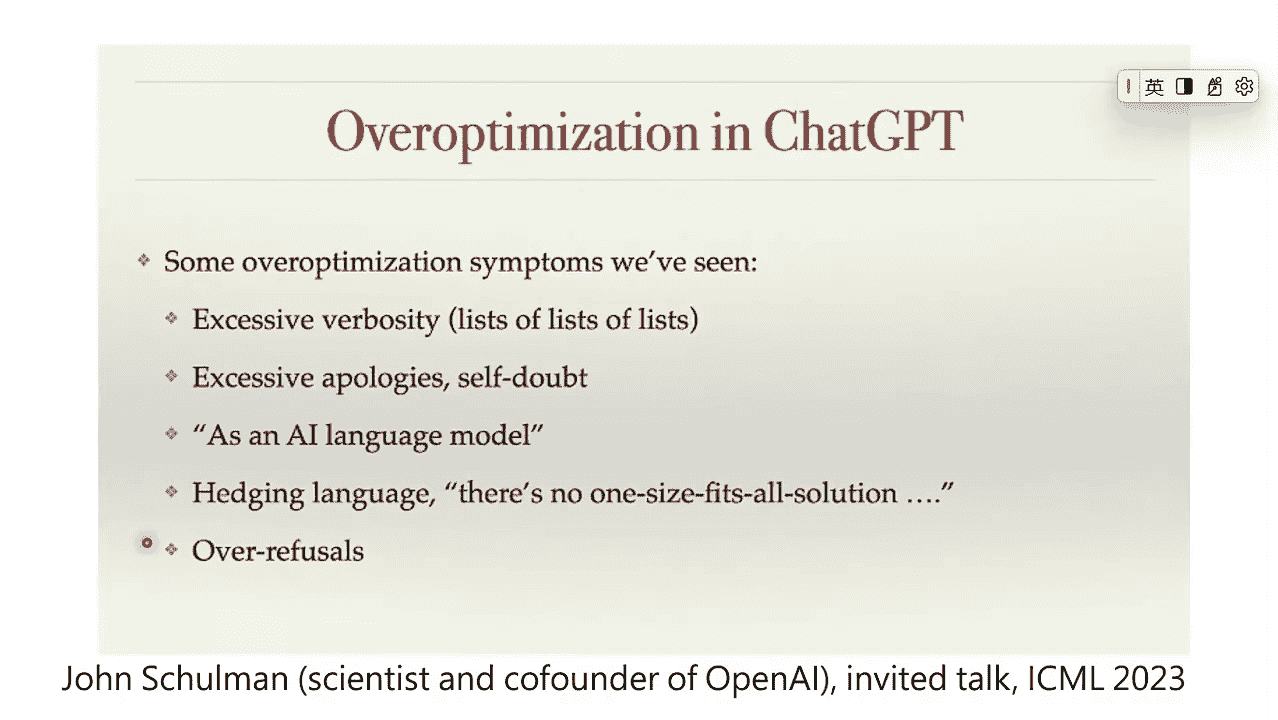 Overoptimization in ChatGPT
英
Some overoptimization symptoms we've seen:
Excessive verbosity (lists of lists of lists)
Excessive apologies, self-doubt
“As an AI language model”
Hedging language, “there's no one-size-fits-all-solution ….”
Over-refusals
John Schulman (scientist and cofounder of OpenAI), invited talk, ICML 2023